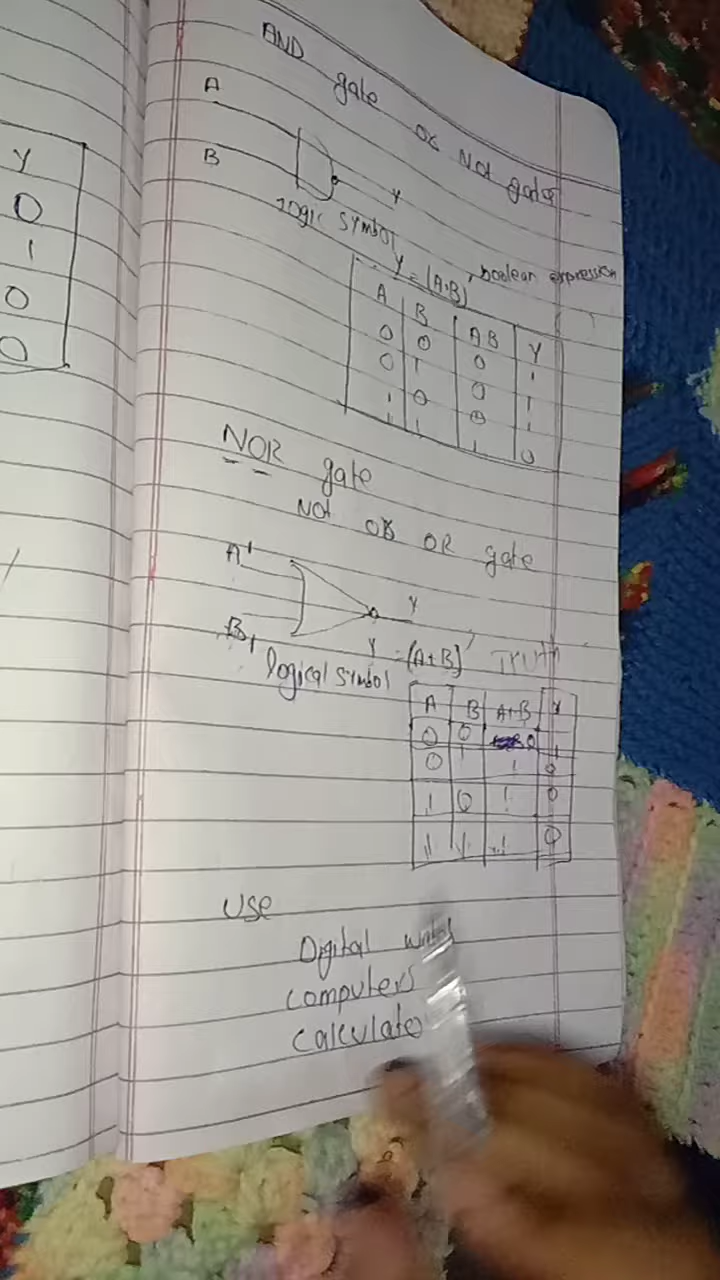 Y
0
1
0
0
AND gate OR Not gate
A
B
Y
Logic symbol
Y = (A·B)' boolean expression
A B AB Y
0 0 0 1
0 1 0 1
1 0 0 1
1 1 1 0
NOR gate
Not OR OR gate
A
B
Y
Y = (A+B)' TRUTH
logical symbol
A B A+B Y
0 0 0 1
0 1 1 0
1 0 1 0
1 1 1 0
USE
Digital
Computers
Calculato